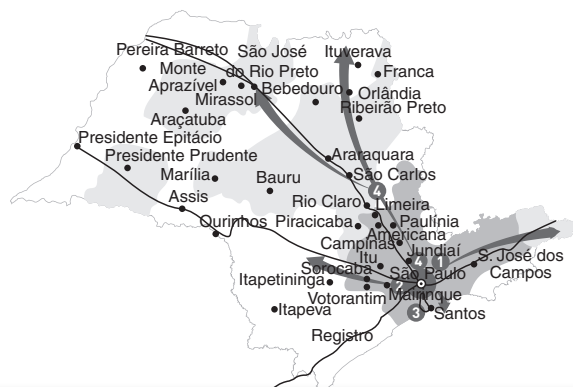 Pereira Barreto
São José
do Rio Preto
Ituverava
Monte
Aprazível
Franca
Mirassol
Bebedouro
Orlândia
Ribeirão Preto
Araçatuba
Presidente Epitácio
Presidente Prudente
Araraquara
Marília
Bauru
São Carlos
4
Assis
Rio Claro
Limeira
Ourinhos
Piracicaba
Paulínia
Americana
Campinas
Jundiaí
Itu
4
1
S. José dos
Campos
Sorocaba
São Paulo
Itapetininga
2
Mairinque
Votorantim
Itapeva
3
Santos
Registro